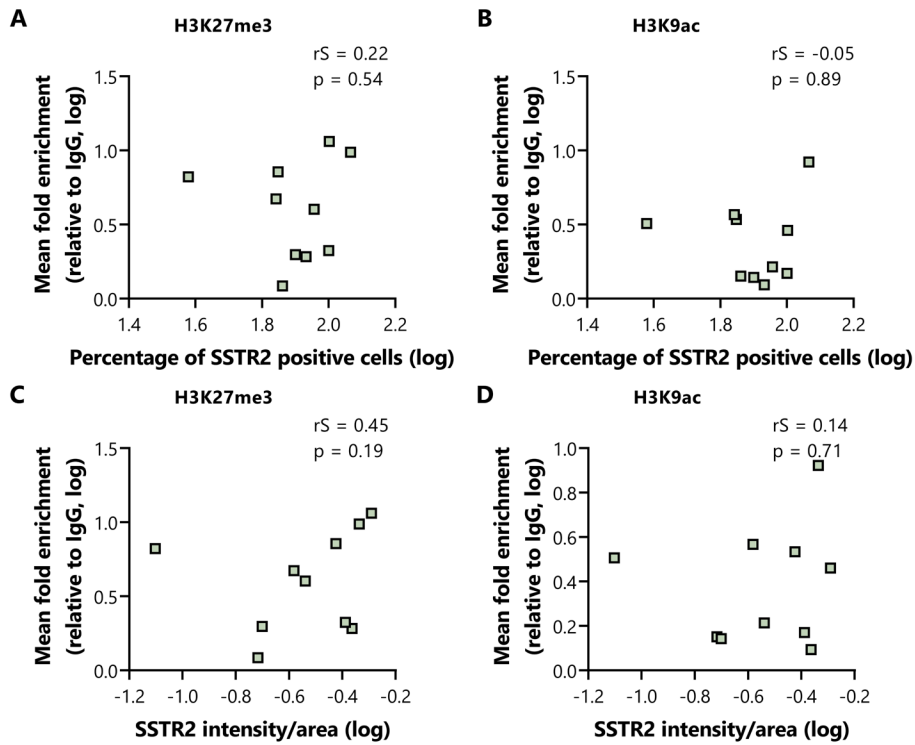 A
H3K27me3
rS = 0.22
p = 0.54
Mean fold enrichment
(relative to IgG, log)
1.5
1.0
0.5
0.0
1.4 1.6 1.8 2.0 2.2
Percentage of SSTR2 positive cells (log)
B
H3K9ac
rS = -0.05
p = 0.89
Mean fold enrichment
(relative to IgG, log)
1.5
1.0
0.5
0.0
1.4 1.6 1.8 2.0 2.2
Percentage of SSTR2 positive cells (log)
C
H3K27me3
rS = 0.45
p = 0.19
Mean fold enrichment
(relative to IgG, log)
1.5
1.0
0.5
0.0
-1.2 -1.0 -0.8 -0.6 -0.4 -0.2
SSTR2 intensity/area (log)
D
H3K9ac
rS = 0.14
p = 0.71
Mean fold enrichment
(relative to IgG, log)
1.0
0.8
0.6
0.4
0.2
0.0
-1.2 -1.0 -0.8 -0.6 -0.4 -0.2
SSTR2 intensity/area (log)